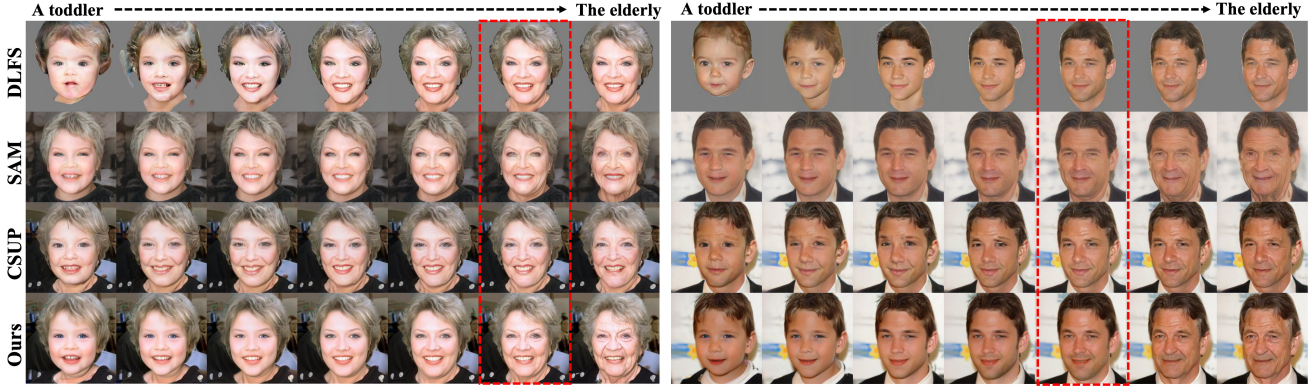 A toddler The elderly A toddler The elderly
DLFS
SAM
CSUP
Ours